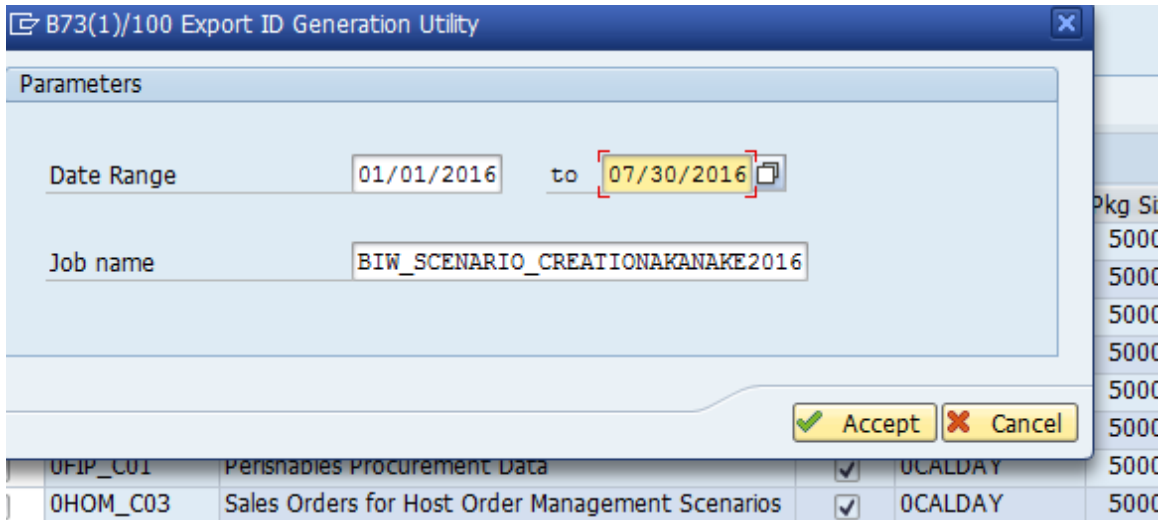 B73(1)/100 Export ID Generation Utility
Parameters
Date Range 01/01/2016 to 07/30/2016
Job name BIW_SCENARIO_CREATIONAKANAKE2016
Accept Cancel
Pkg Si
5000
5000
5000
5000
5000
5000
0FIP_C01 Perishables Procurement Data 0CALDAY 5000
0HOM_C03 Sales Orders for Host Order Management Scenarios 0CALDAY 5000